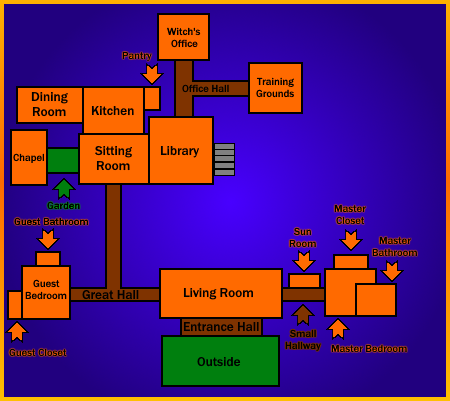 Witch's
Office
Pantry
Office Hall
Training
Grounds
Dining
Room
Kitchen
Chapel
Sitting
Room
Library
Garden
Guest Bathroom
Guest
Bedroom
Guest Closet
Great Hall
Living Room
Entrance Hall
Outside
Sun
Room
Small
Hallway
Master
Closet
Master
Bathroom
Master Bedroom